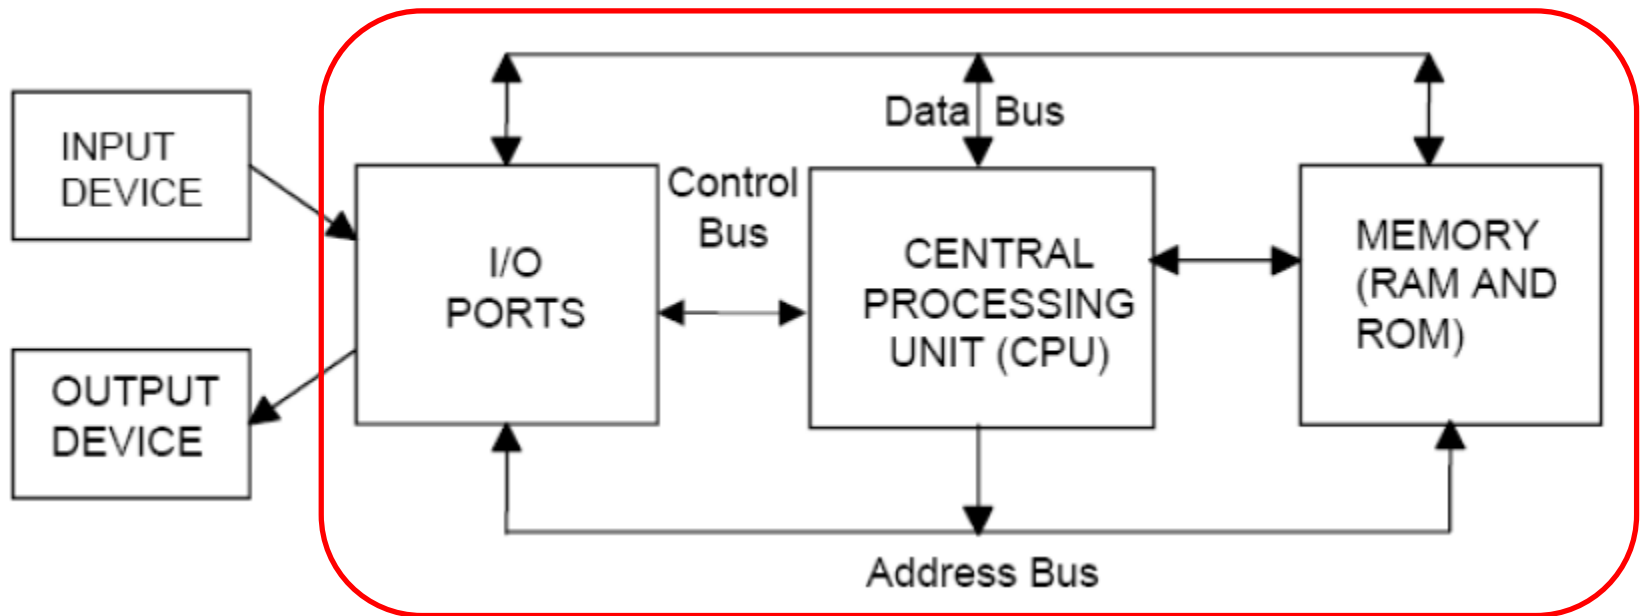 INPUT
DEVICE
OUTPUT
DEVICE
I/O
PORTS
Control
Bus
Data Bus
CENTRAL
PROCESSING
UNIT (CPU)
MEMORY
(RAM AND
ROM)
Address Bus